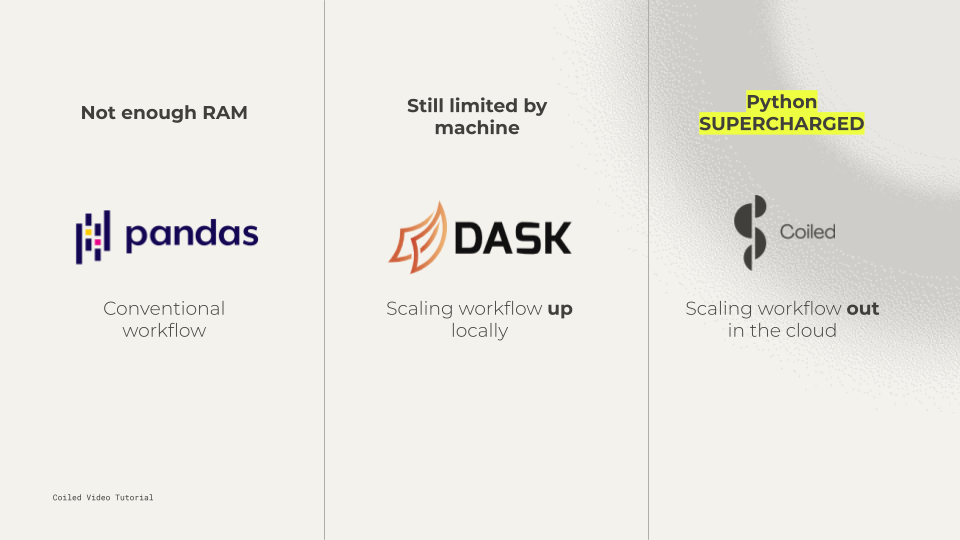 Not enough RAM
pandas
Conventional
workflow
Still limited by
machine
DASK
Scaling workflow up
locally
Python
SUPERCHARGED
Coiled
Scaling workflow out
in the cloud
Coiled Video Tutorial